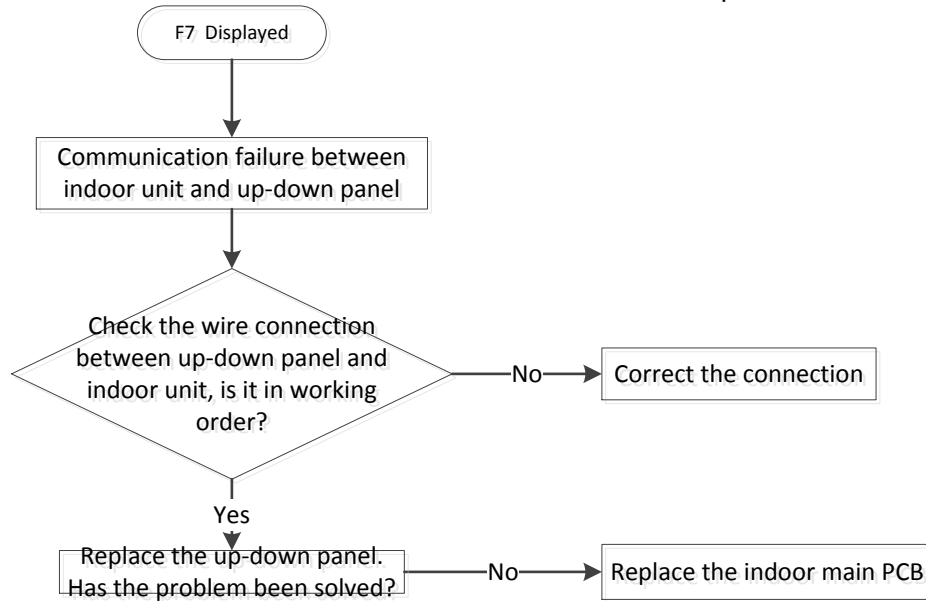 F7 Displayed
Communication failure between
indoor unit and up-down panel
Check the wire connection
between up-down panel and
indoor unit, is it in working
order?
No
Correct the connection
Yes
Replace the up-down panel.
Has the problem been solved?
No
Replace the indoor main PCB